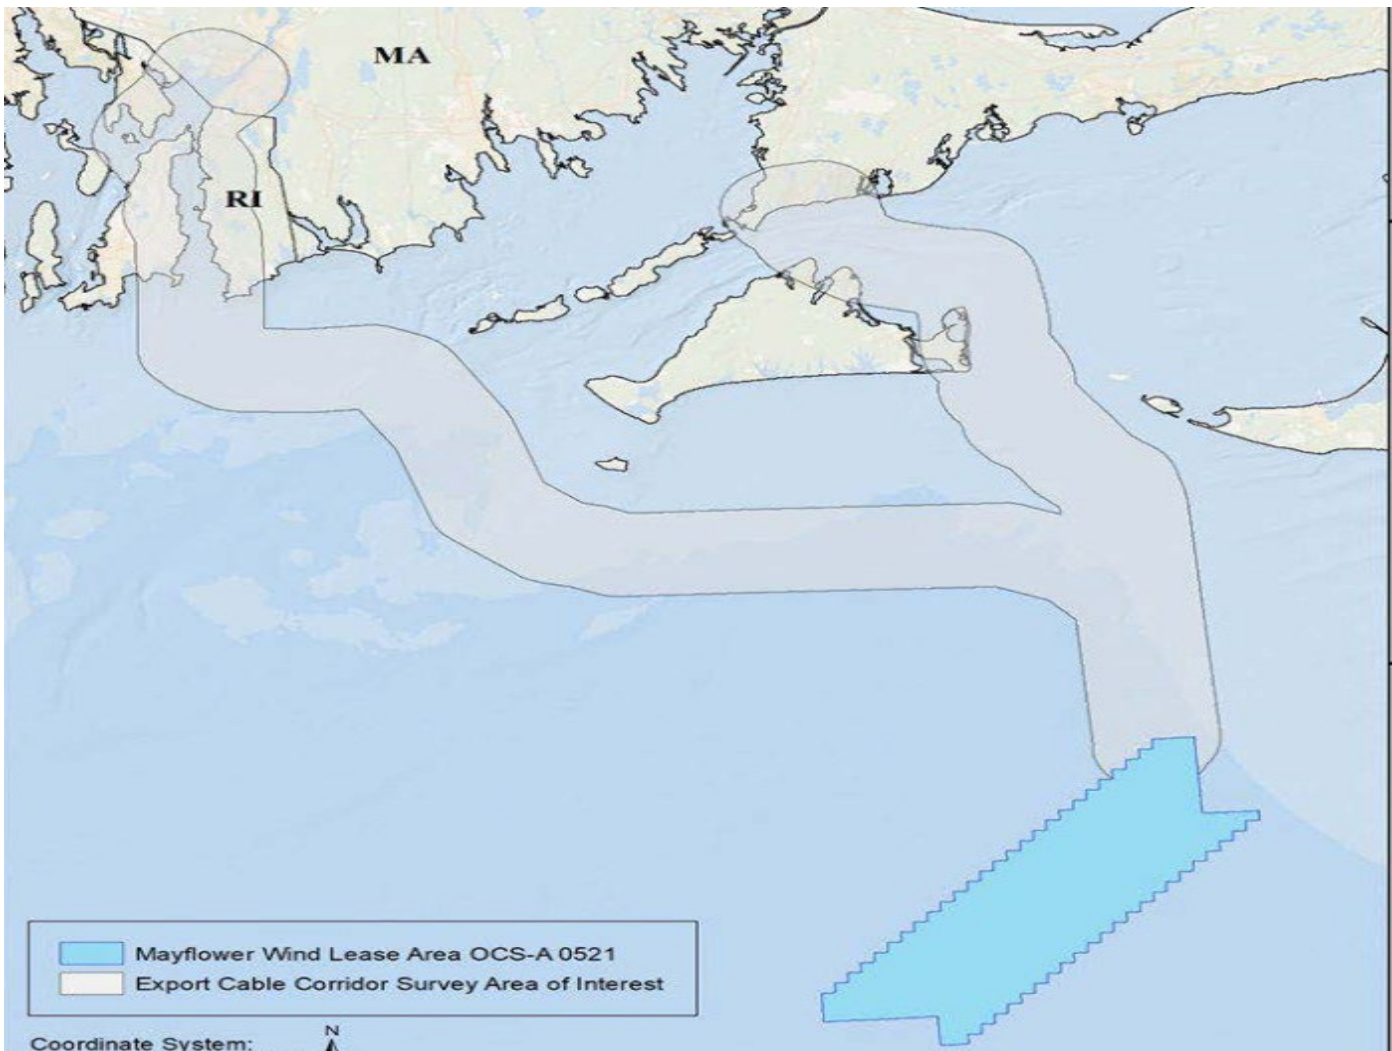 MA
RI
Mayflower Wind Lease Area OCS-A 0521
Export Cable Corridor Survey Area of Interest
N
Coordinate System: